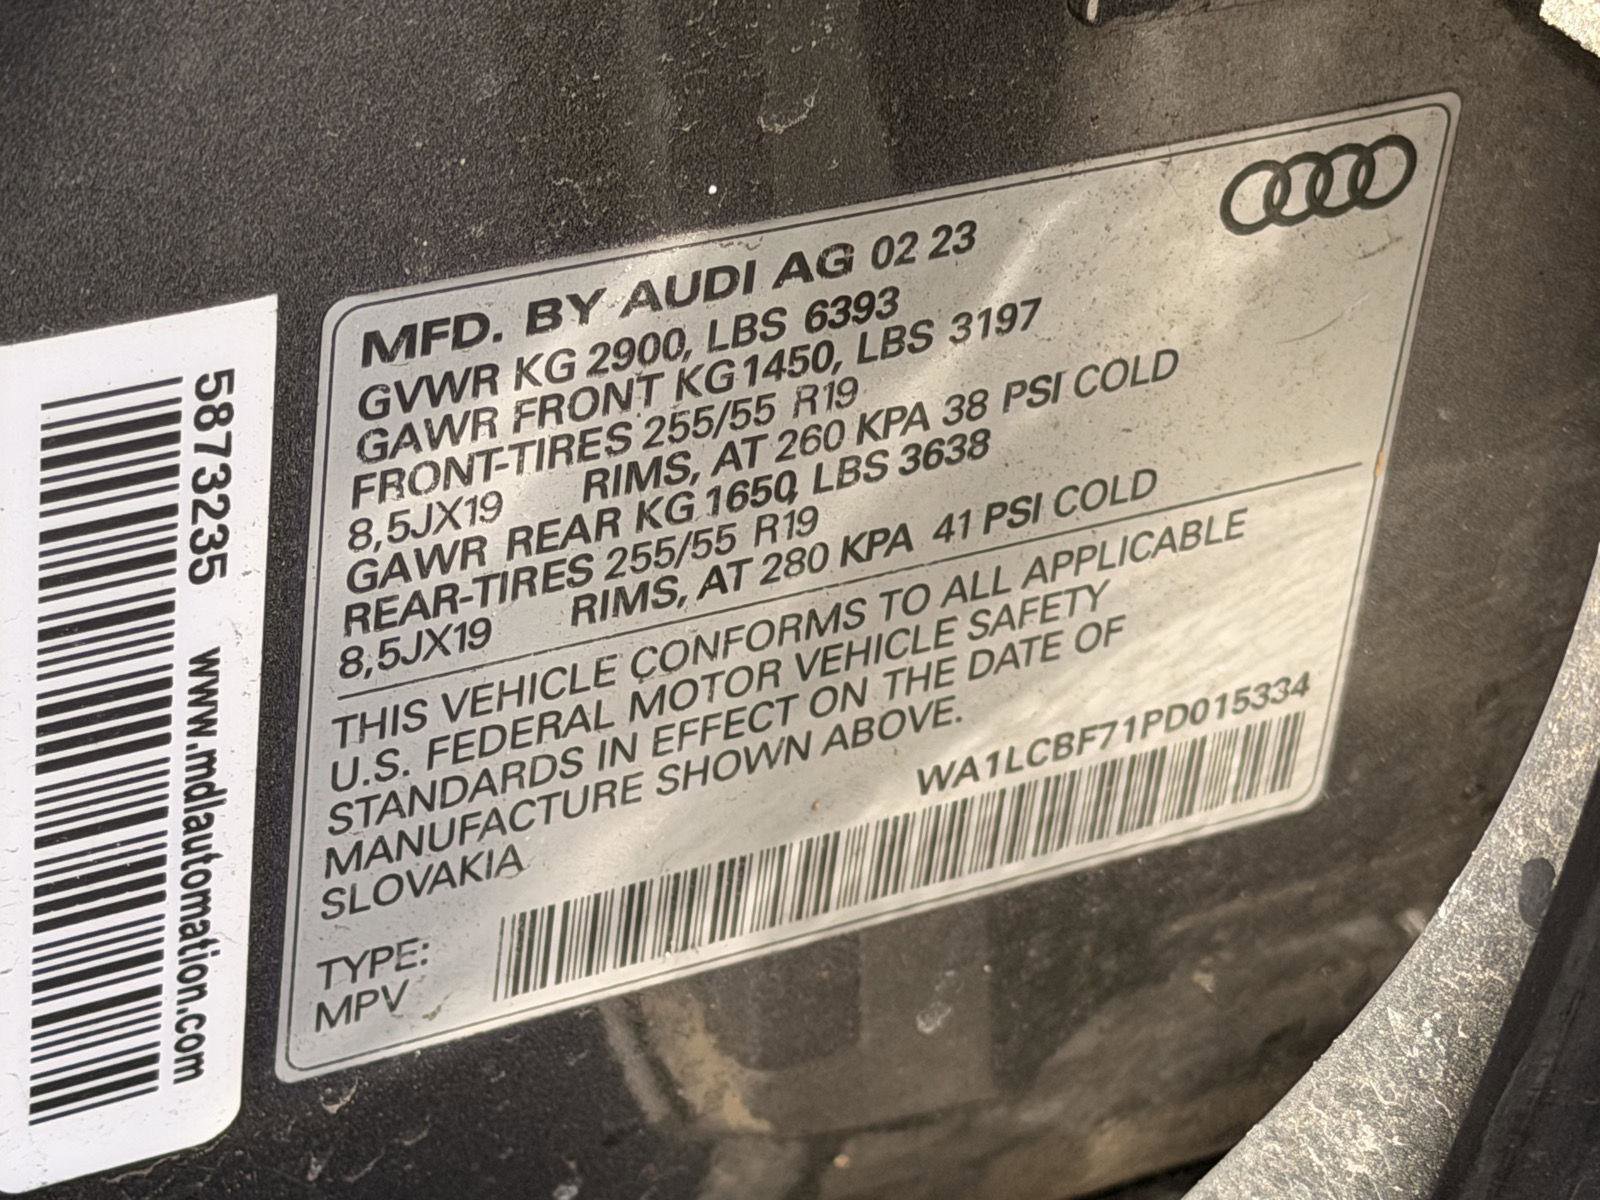 MFD. BY AUDI AG 02 23
GVWR KG 2900, LBS 6393
GAWR FRONT KG 1450, LBS 3197
FRONT-TIRES 255/55 R19
8,5JX19 RIMS, AT 260 KPA 38 PSI COLD
GAWR REAR KG 1650, LBS 3638
REAR-TIRES 255/55 R19
8,5JX19 RIMS, AT 280 KPA 41 PSI COLD
THIS VEHICLE CONFORMS TO ALL APPLICABLE
U.S. FEDERAL MOTOR VEHICLE SAFETY
STANDARDS IN EFFECT ON THE DATE OF
MANUFACTURE SHOWN ABOVE.
SLOVAKIA
WA1LCBF71PD015334
TYPE:
MPV
5873235 www.mdlautomation.com